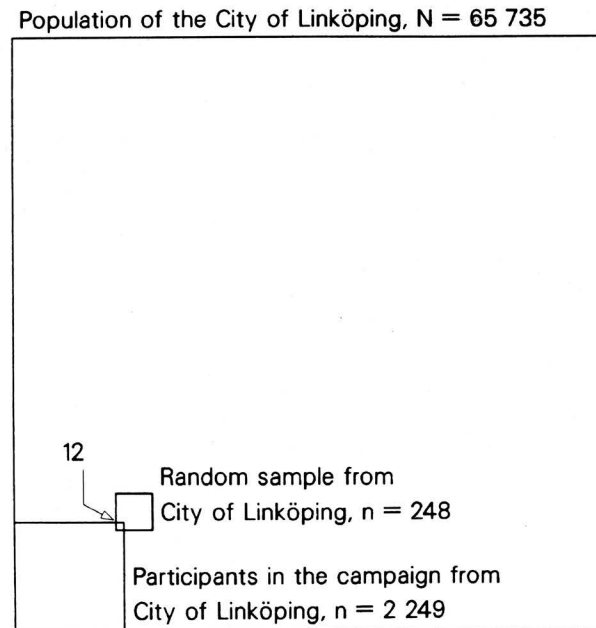 Population of the City of Linköping, N = 65 735
12
Random sample from
City of Linköping, n = 248
Participants in the campaign from
City of Linköping, n = 2 249